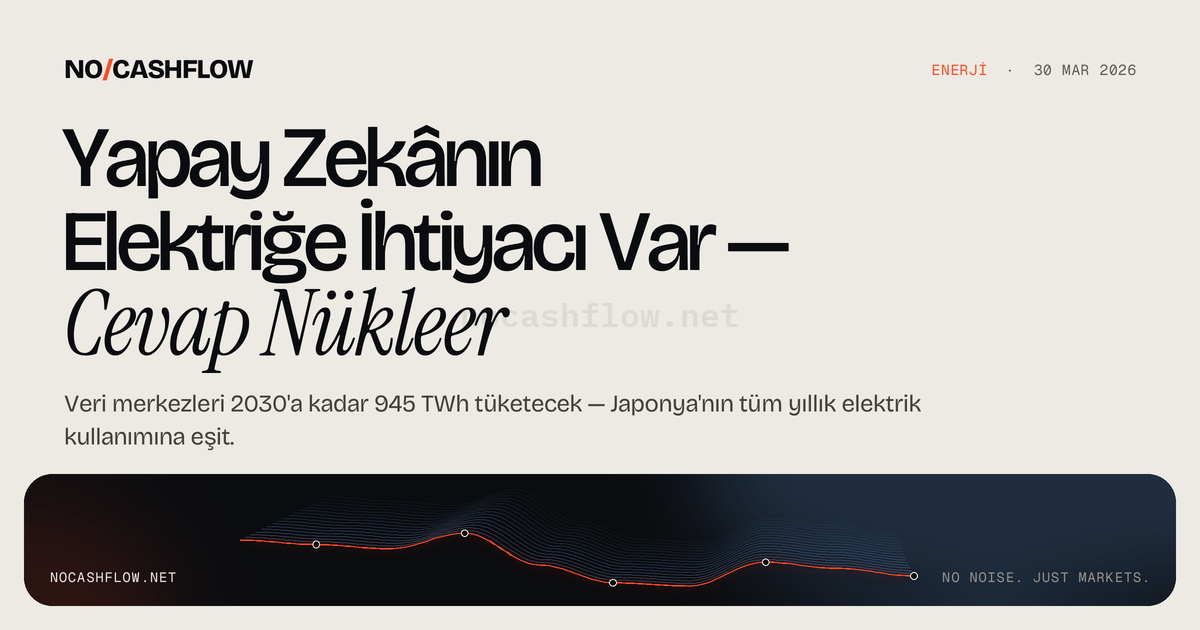 NO/CASHFLOW
ENERJİ · 30 MAR 2026
Yapay Zekânın
Elektriğe İhtiyacı Var —
Cevap Nükleer
cashflow.net
Veri merkezleri 2030'a kadar 945 TWh tüketecek — Japonya'nın tüm yıllık elektrik
kullanımına eşit.
NOCASHFLOW.NET
NO NOISE. JUST MARKETS.